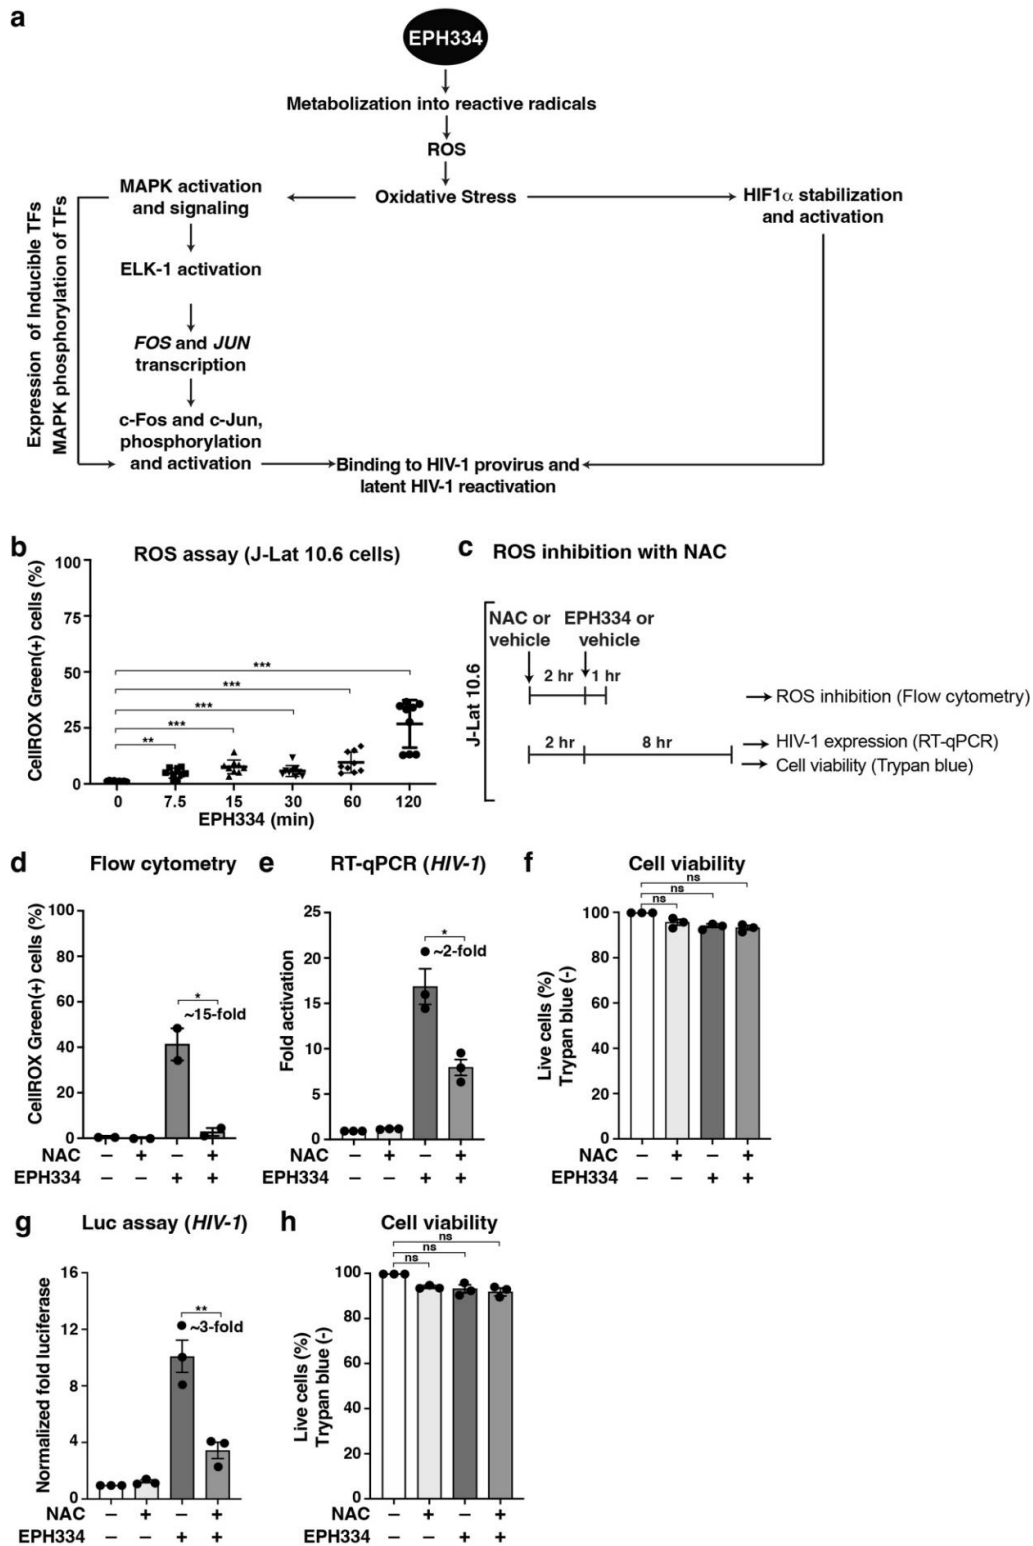 a
EPH334
Metabolization into reactive radicals
ROS
Oxidative Stress
MAPK activation
and signaling
HIF1α stabilization
and activation
Expression of Inducible TFs
MAPK phosphorylation of TFs
ELK-1 activation
FOS and JUN
transcription
c-Fos and c-Jun,
phosphorylation
and activation
Binding to HIV-1 provirus and
latent HIV-1 reactivation
b
ROS assay (J-Lat 10.6 cells)
CellROX Green(+) cells (%)
100
75
50
25
0
***
***
***
***
**
0 7.5 15 30 60 120
EPH334 (min)
c
ROS inhibition with NAC
J-Lat 10.6
NAC or
vehicle
EPH334 or
vehicle
2 hr 1 hr
ROS inhibition (Flow cytometry)
2 hr 8 hr
HIV-1 expression (RT-qPCR)
Cell viability (Trypan blue)
d
Flow cytometry
CellROX Green(+) cells (%)
100
80
60
40
20
0
*
~15-fold
NAC – + – +
EPH334 – – + +
e
RT-qPCR (HIV-1)
Fold activation
25
20
15
10
5
0
*
~2-fold
– + – +
– – + +
f
Cell viability
Live cells (%)
Trypan blue (-)
100
80
60
40
20
0
ns
ns
ns
NAC – + – +
EPH334 – – + +
g
Luc assay (HIV-1)
Normalized fold luciferase
16
12
8
4
0
**
~3-fold
NAC – + – +
EPH334 – – + +
h
Cell viability
Live cells (%)
Trypan blue (-)
100
80
60
40
20
0
ns
ns
ns
NAC – + – +
EPH334 – – + +